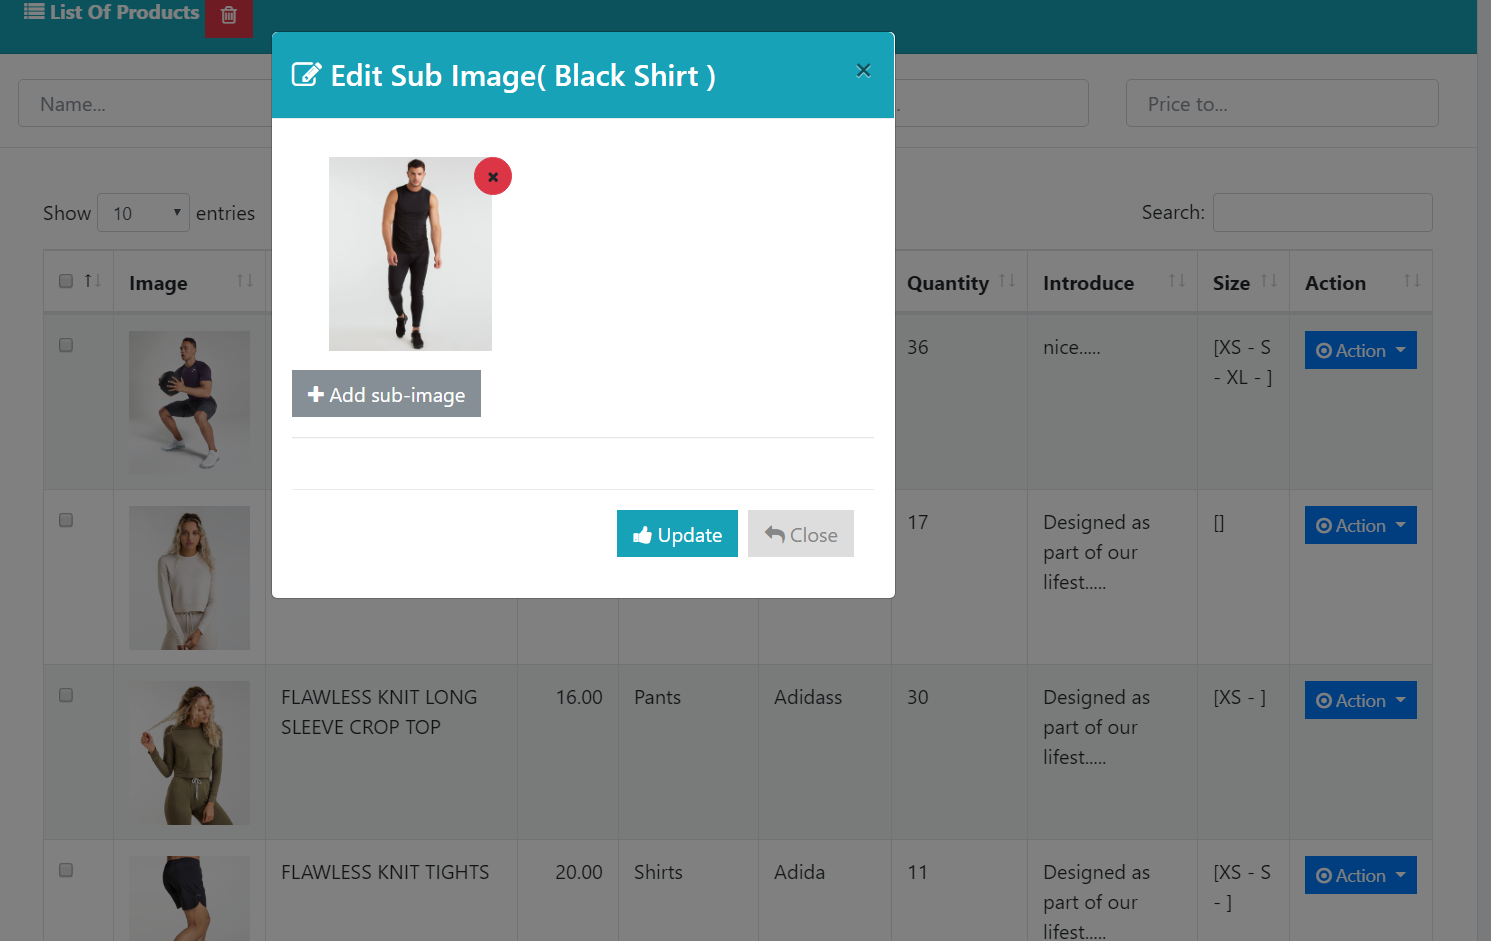 List Of Products
Edit Sub Image( Black Shirt )
×
Name...
.
Price to...
Show 10 entries
Search:
Add sub-image
Update
Close
Image
Quantity
Introduce
Size
Action
36
nice.....
[XS - S
- XL - ]
Action
17
Designed as
part of our
lifest.....
[]
Action
FLAWLESS KNIT LONG
SLEEVE CROP TOP
16.00
Pants
Adidass
30
Designed as
part of our
lifest.....
[XS - ]
Action
FLAWLESS KNIT TIGHTS
20.00
Shirts
Adida
11
Designed as
part of our
lifest.....
[XS - S
- ]
Action